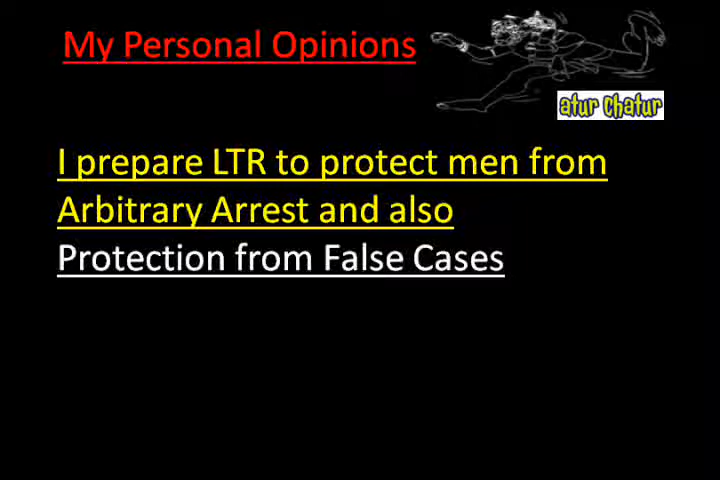 My Personal Opinions
atur chatur
I prepare LTR to protect men from
Arbitrary Arrest and also
Protection from False Cases